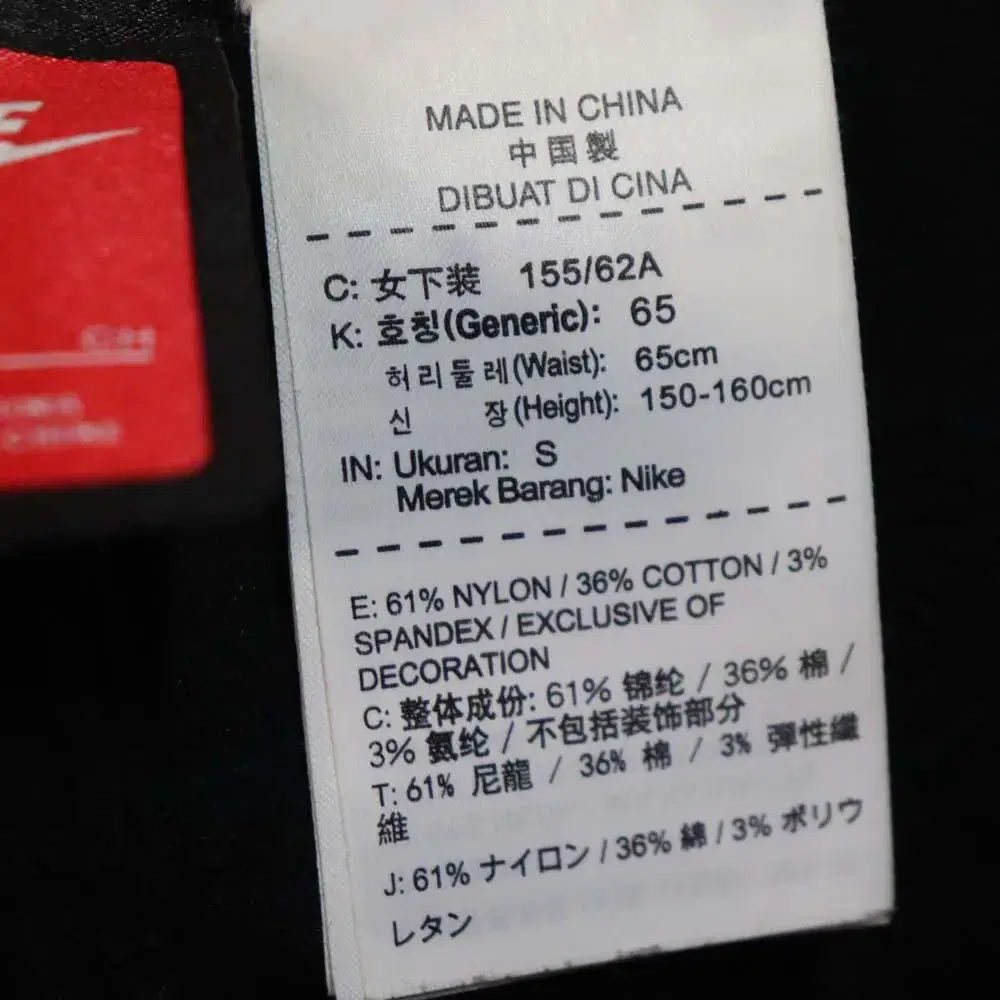 MADE IN CHINA
中国製
DIBUAT DI CINA
C: 女下装 155/62A
K: 호칭(Generic): 65
허리둘레(Waist): 65cm
신 장(Height): 150-160cm
IN: Ukuran: S
Merek Barang: Nike
E: 61% NYLON / 36% COTTON / 3%
SPANDEX / EXCLUSIVE OF
DECORATION
C: 整体成份: 61% 锦纶 / 36% 棉 /
3% 氨纶 / 不包括装饰部分
T: 61% 尼龍 / 36% 棉 / 3% 彈性纖
維
J: 61% ナイロン / 36% 綿 / 3% ポリウ
レタン